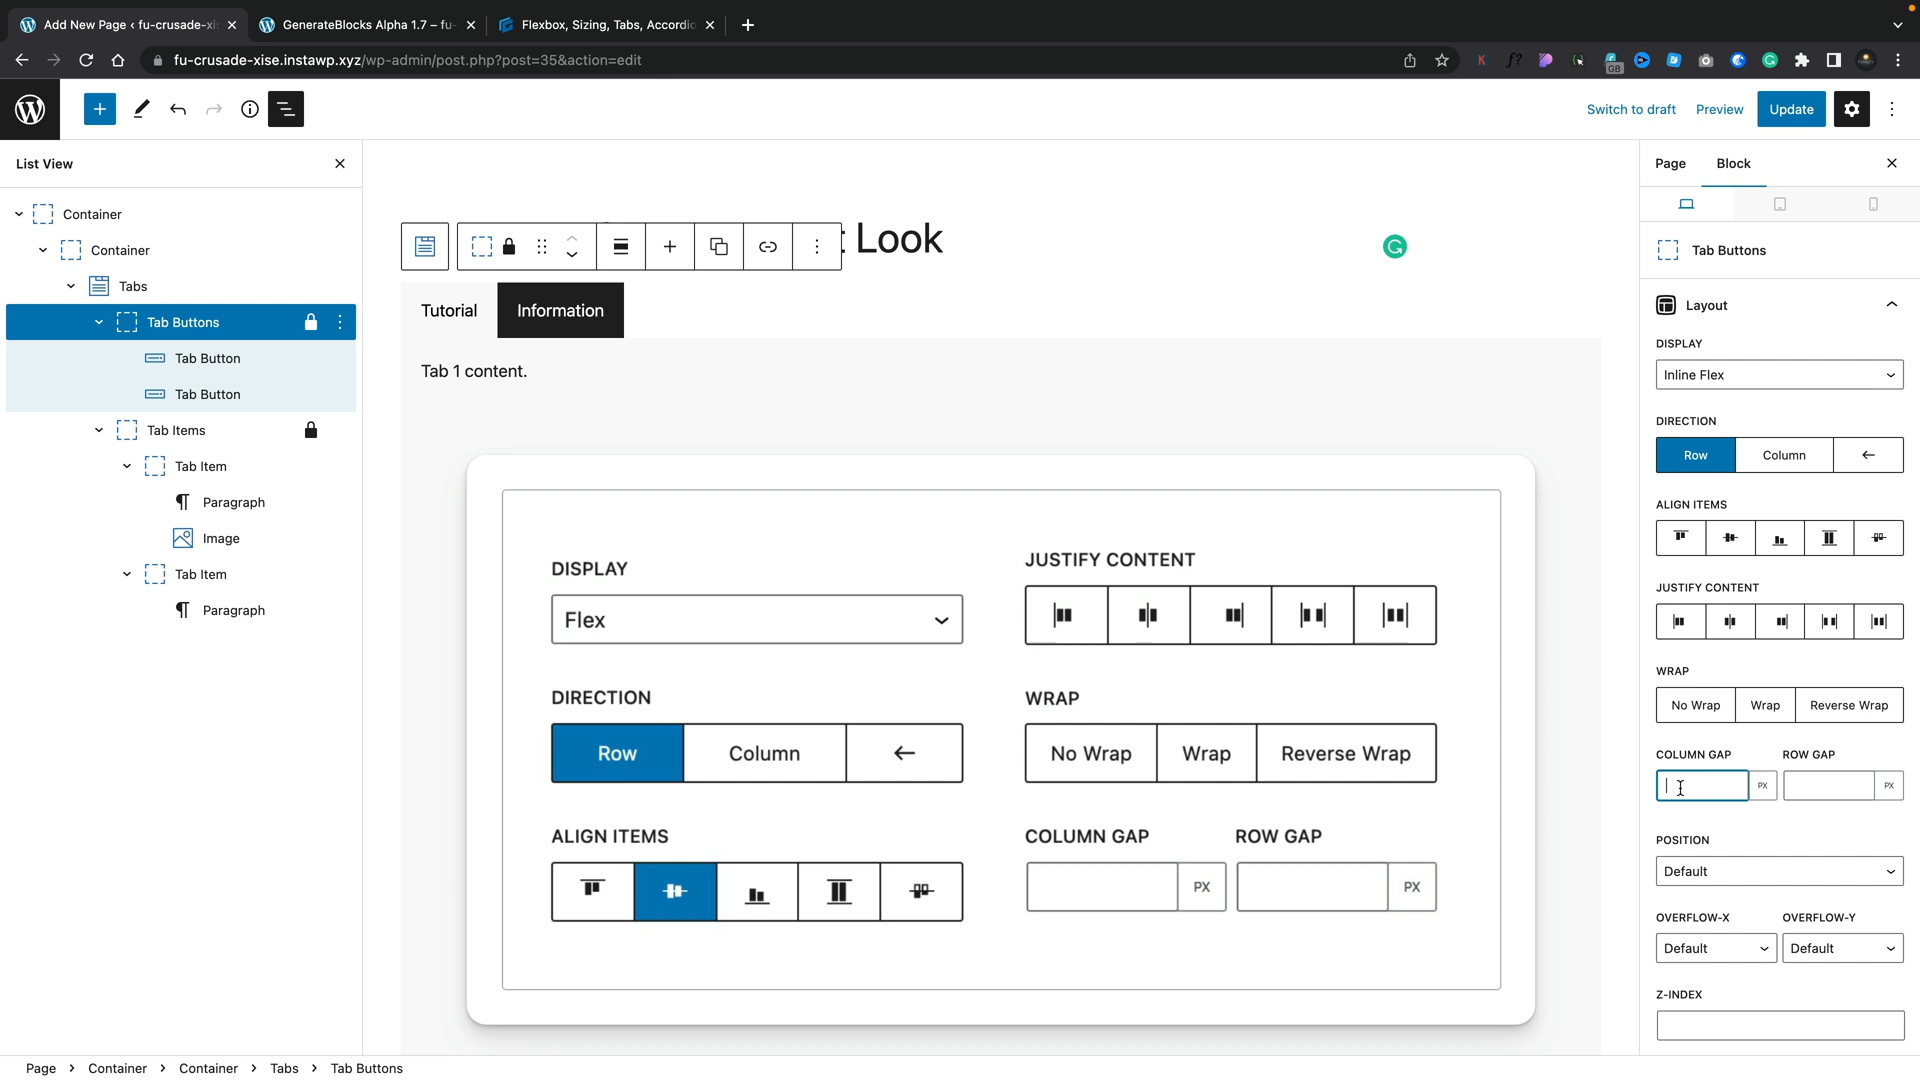 Add New Page ‹ fu-crusade-xi
GenerateBlocks Alpha 1.7 – fu-
Flexbox, Sizing, Tabs, Accordio
fu-crusade-xise.instawp.xyz/wp-admin/post.php?post=35&action=edit
GB
Switch to draft
Preview
Update
List View
Page
Block
Container
Container
Tabs
Tab Buttons
Tab Button
Tab Button
Tab Items
Tab Item
Paragraph
Image
Tab Item
Paragraph
Look
Tutorial
Information
Tab 1 content.
DISPLAY
Flex
DIRECTION
Row
Column
ALIGN ITEMS
JUSTIFY CONTENT
WRAP
No Wrap
Wrap
Reverse Wrap
COLUMN GAP
ROW GAP
PX
PX
Tab Buttons
Layout
DISPLAY
Inline Flex
DIRECTION
Row
Column
ALIGN ITEMS
JUSTIFY CONTENT
WRAP
No Wrap
Wrap
Reverse Wrap
COLUMN GAP
ROW GAP
PX
PX
POSITION
Default
OVERFLOW-X
OVERFLOW-Y
Default
Default
Z-INDEX
Page > Container > Container > Tabs > Tab Buttons